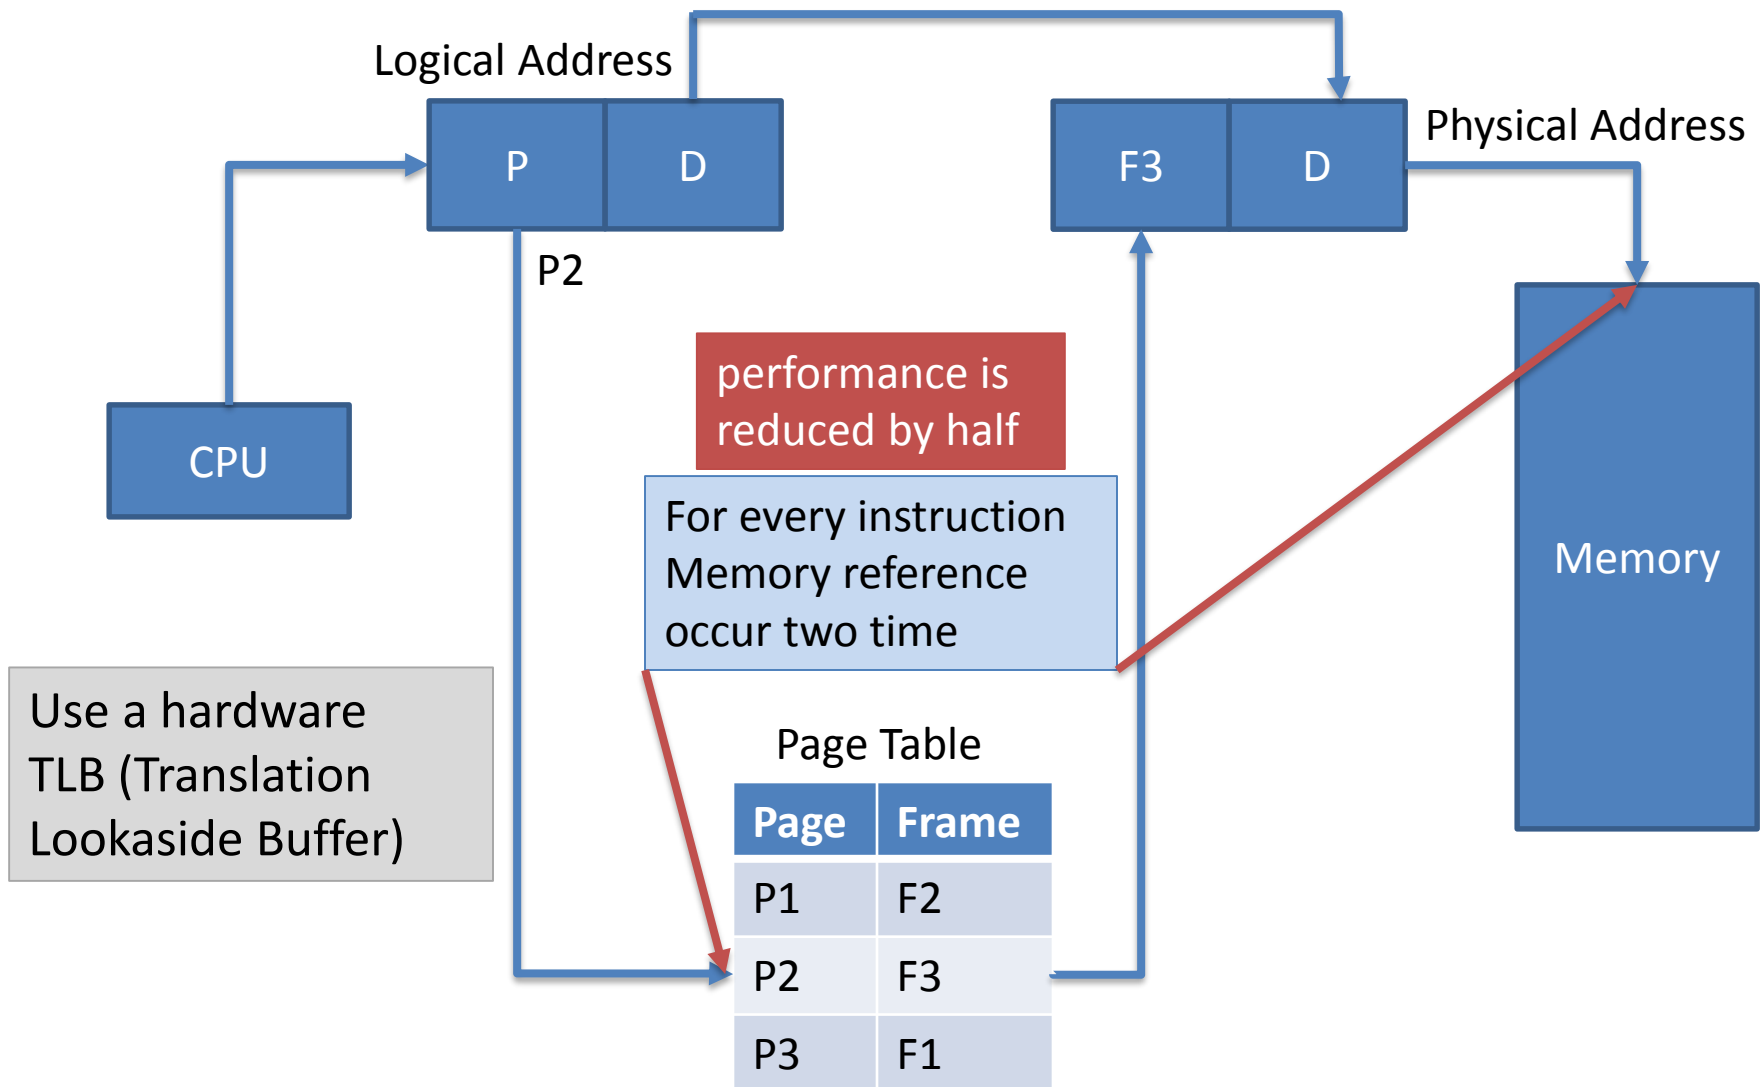 Logical Address
P D
F3 D
Physical Address
P2
CPU
performance is
reduced by half
For every instruction
Memory reference
occur two time
Memory
Use a hardware
TLB (Translation
Lookaside Buffer)
Page Table
Page Frame
P1 F2
P2 F3
P3 F1